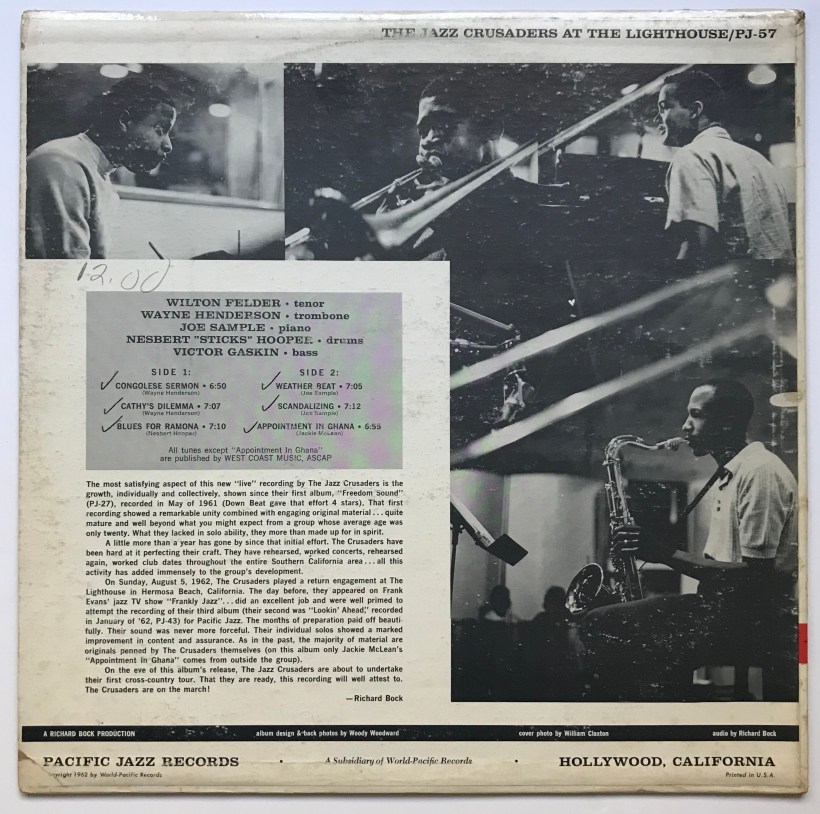 THE JAZZ CRUSADERS AT THE LIGHTHOUSE/PJ-57
12.00
WILTON FELDER • tenor
WAYNE HENDERSON • trombone
JOE SAMPLE • piano
NESBERT "STICKS" HOOPER • drums
VICTOR GASKIN • bass
SIDE 1:
CONGOLESE SERMON • 6:50
(Wayne Henderson)
CATHY'S DILEMMA • 7:07
(Wayne Henderson)
BLUES FOR RAMONA • 7:10
(Nesbert Hooper)
SIDE 2:
WEATHER BEAT • 7:05
(Joe Sample)
SCANDALIZING • 7:12
(Joe Sample)
APPOINTMENT IN GHANA • 6:55
(Jackie McLean)
All tunes except "Appointment In Ghana"
are published by WEST COAST MUSIC, ASCAP
The most satisfying aspect of this new "live" recording by The Jazz Crusaders is the
growth, individually and collectively, shown since their first album, "Freedom Sound"
(PJ-27), recorded in May of 1961 (Down Beat gave that effort 4 stars). That first
recording showed a remarkable unity combined with engaging original material...quite
mature and well beyond what you might expect from a group whose average age was
only twenty. What they lacked in solo ability, they more than made up for in spirit.
A little more than a year has gone by since that initial effort. The Crusaders have
been hard at it perfecting their craft. They have rehearsed, worked concerts, rehearsed
again, worked club dates throughout the entire Southern California area...all this
activity has added immensely to the group's development.
On Sunday, August 5, 1962, The Crusaders played a return engagement at The
Lighthouse in Hermosa Beach, California. The day before, they appeared on Frank
Evans' jazz TV show "Frankly Jazz"...did an excellent job and were well primed to
attempt the recording of their third album (their second was "Lookin' Ahead," recorded
in January of '62, PJ-43) for Pacific Jazz. The months of preparation paid off beauti-
fully. Their sound was never more forceful. Their individual solos showed a marked
improvement in content and assurance. As in the past, the majority of material are
originals penned by The Crusaders themselves (on this album only Jackie McLean's
"Appointment In Ghana" comes from outside the group).
On the eve of this album's release, The Jazz Crusaders are about to undertake
their first cross-country tour. That they are ready, this recording will well attest to.
The Crusaders are on the march!
—Richard Bock
A RICHARD BOCK PRODUCTION
album design & back photos by Woody Woodward
cover photo by William Claxton
audio by Richard Bock
PACIFIC JAZZ RECORDS • A Subsidiary of World-Pacific Records • HOLLYWOOD, CALIFORNIA
1962 by World-Pacific Records
Printed in U.S.A.